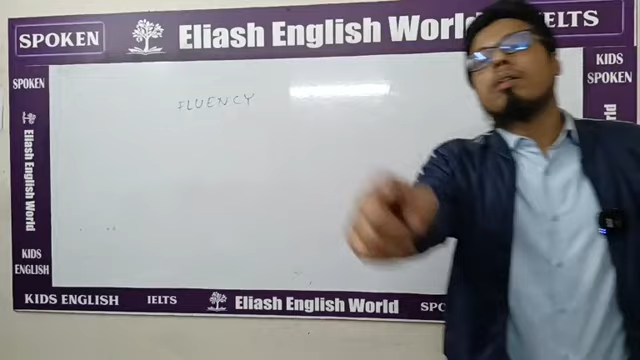 SPOKEN
Eliash English World
IELTS
SPOKEN
KIDS
SPOKEN
FLUENCY
Eliash English World
KIDS
ENGLISH
KIDS ENGLISH
IELTS
Eliash English World
SPO